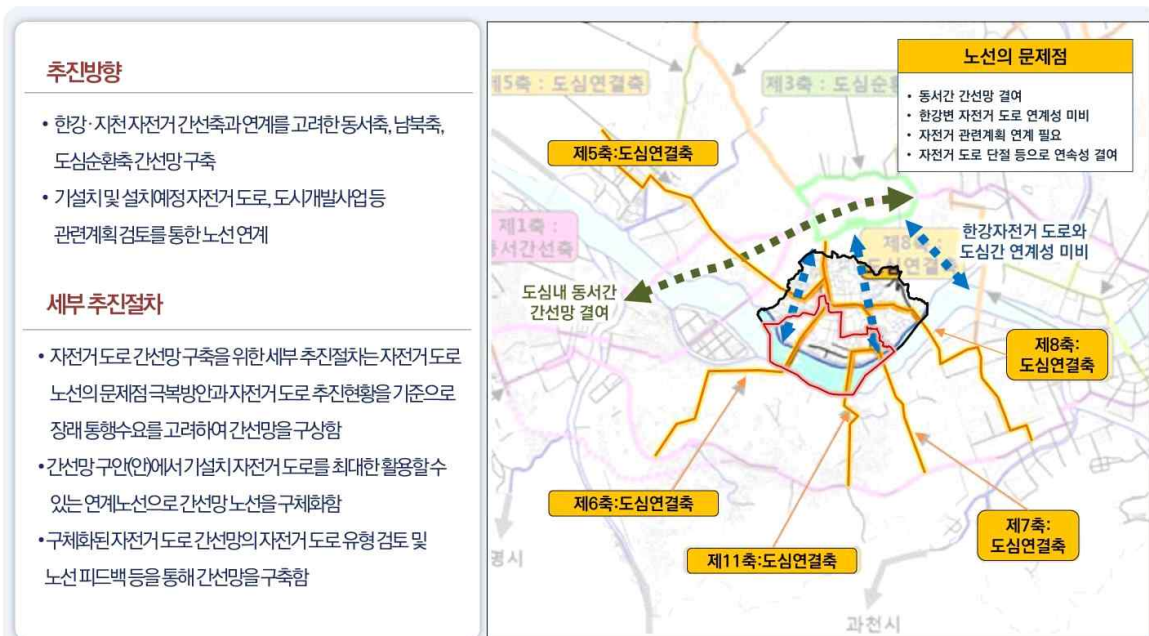 추진방향
• 한강·지천 자전거 간선축과 연계를 고려한 동서축, 남북축,
도심순환축 간선망 구축
• 기설치 및 설치예정 자전거 도로, 도시개발사업 등
관련계획 검토를 통한 노선 연계
세부 추진절차
• 자전거 도로 간선망 구축을 위한 세부 추진절차는 자전거 도로
노선의 문제점 극복방안과 자전거 도로 추진현황을 기준으로
장래 통행수요를 고려하여 간선망을 구상함
• 간선망 구안(안)에서 기설치 자전거 도로를 최대한 활용할 수
있는 연계노선으로 간선망 노선을 구체화함
• 구체화된 자전거 도로 간선망의 자전거 도로 유형 검토 및
노선 피드백 등을 통해 간선망을 구축함
노선의 문제점
• 동서간 간선망 결여
• 한강변 자전거 도로 연계성 미비
• 자전거 관련계획 연계 필요
• 자전거 도로 단절 등으로 연속성 결여
제5축 : 도심연결축
제3축 : 도심순환
제5축:도심연결축
제1축 :
동서간선축
제8축 :
도심연결축
한강자전거 도로와
도심간 연계성 미비
도심내 동서간
간선망 결여
제8축:
도심연결축
제6축:도심연결축
제7축:
도심연결축
제11축:도심연결축
명시
과천시